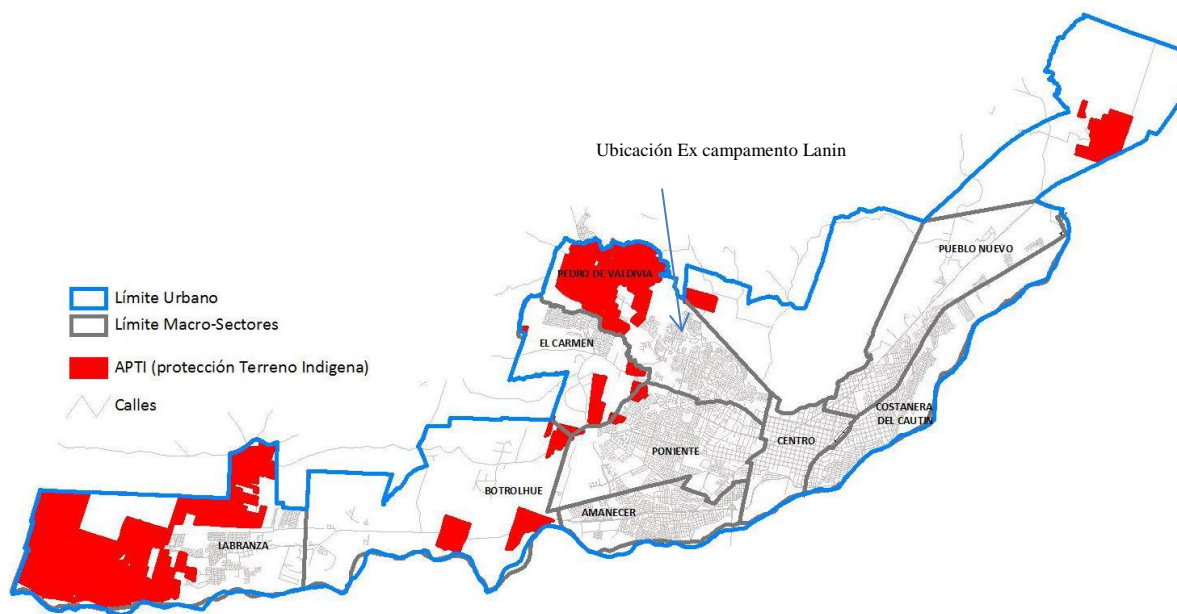 Ubicación Ex campamento Lanin
PUEBLO NUEVO
PEDRO DE VALDIVIA
Límite Urbano
Límite Macro-Sectores
APTI (protección Terreno Indigena)
Calles
EL CARMEN
COSTANERA
DEL CAUTIN
CENTRO
PONIENTE
BOTROLHUE
AMANECER
LABRANZA